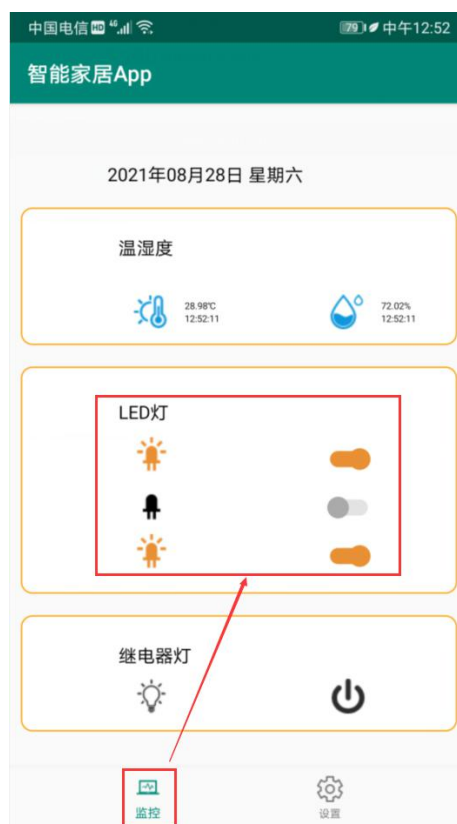 中国电信 HD 46 79 中午12:52
智能家居App
2021年08月28日 星期六
温湿度
28.98℃
12:52:11
72.02%
12:52:11
LED灯
继电器灯
监控
设置